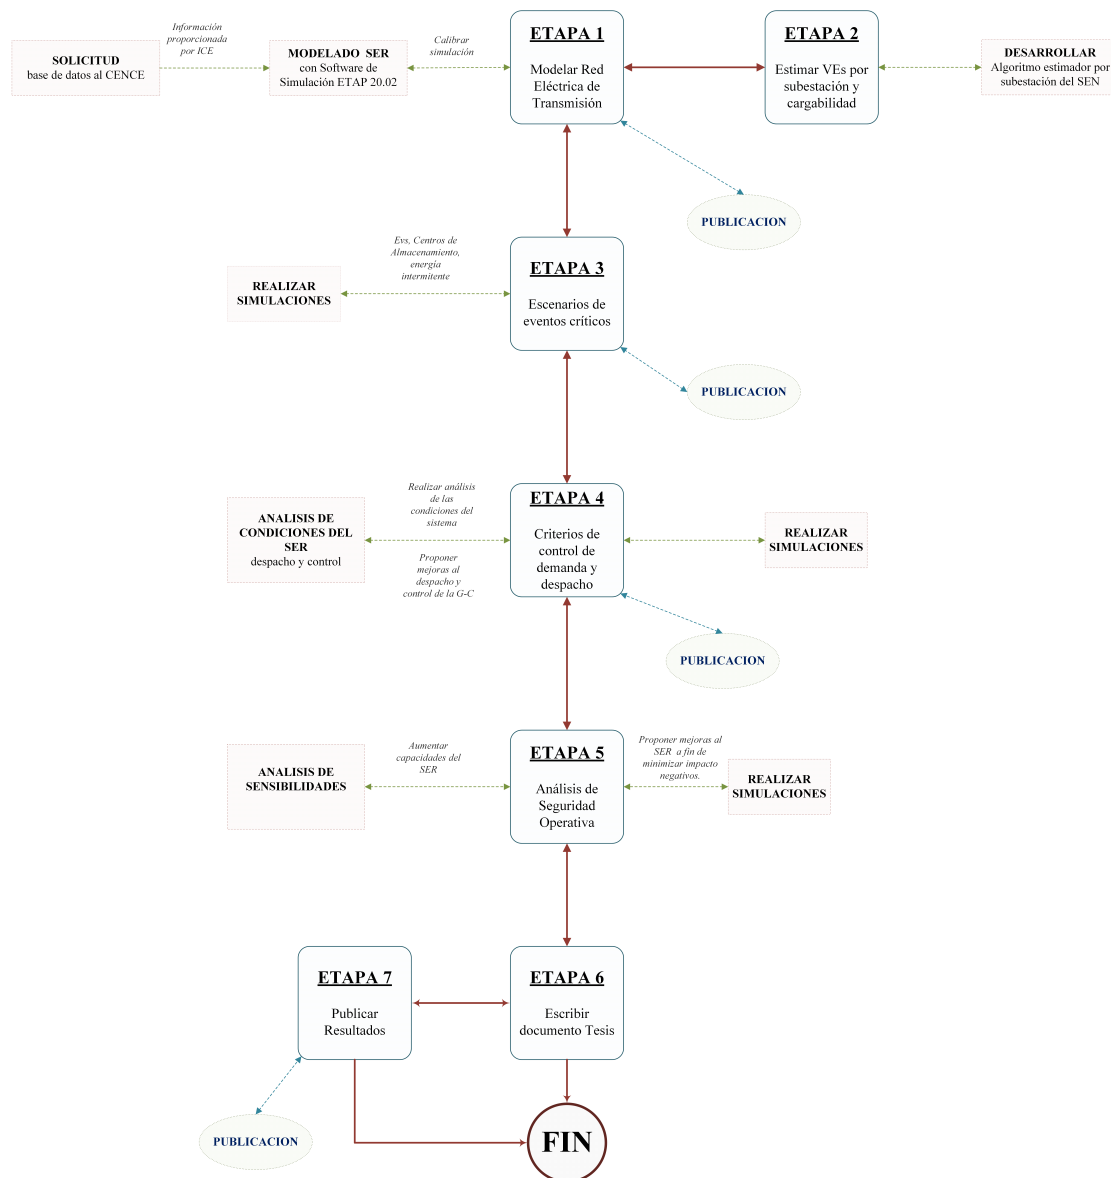 Información
proporcionada
por ICE
SOLICITUD
base de datos al CENCE
MODELADO SER
con Software de
Simulación ETAP 20.02
Calibrar
simulación
ETAPA 1
Modelar Red
Eléctrica de
Transmisión
ETAPA 2
Estimar VEs por
subestación y
cargabilidad
DESARROLLAR
Algoritmo estimador por
subestación del SEN
PUBLICACION
Evs, Centros de
Almacenamiento,
energía
intermitente
REALIZAR
SIMULACIONES
ETAPA 3
Escenarios de
eventos críticos
PUBLICACION
Realizar análisis
de las
condiciones del
sistema
ANALISIS DE
CONDICIONES DEL
SER
despacho y control
Proponer
mejoras al
despacho y
control de la G-C
ETAPA 4
Criterios de
control de
demanda y
despacho
REALIZAR
SIMULACIONES
PUBLICACION
Aumentar
capacidades del
SER
ANALISIS DE
SENSIBILIDADES
ETAPA 5
Análisis de
Seguridad
Operativa
Proponer mejoras al
SER a fin de
minimizar impacto
negativos.
REALIZAR
SIMULACIONES
ETAPA 7
Publicar
Resultados
ETAPA 6
Escribir
documento Tesis
PUBLICACION
FIN